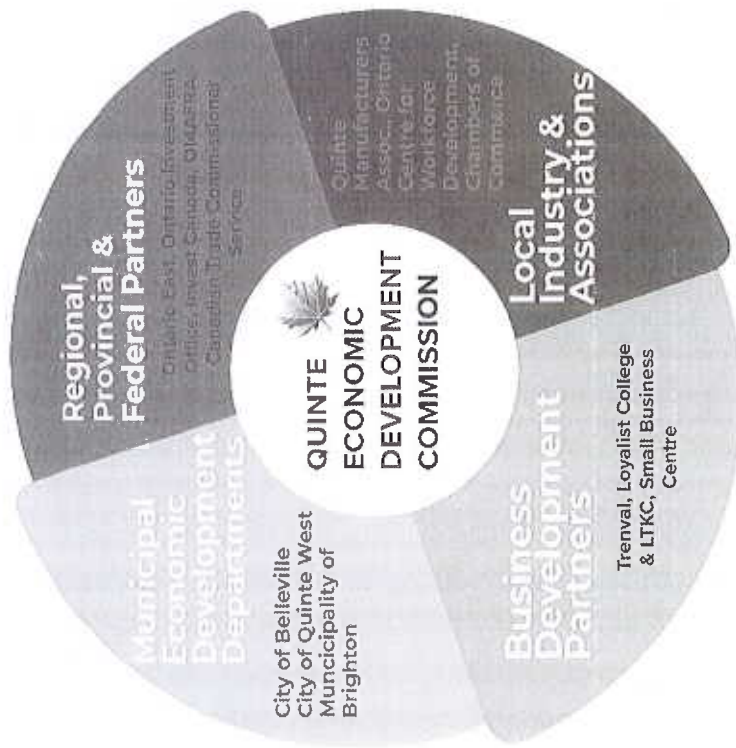 Municipal
Economic
Development
Departments
City of Belleville
City of Quinte West
Muncicipality of
Brighton
Regional,
Provincial &
Federal Partners
Ontario East, Ontario Investment
Office, Invest Canada, OMAFRA
Canadian Trade Commissioner
Service
QUINTE
ECONOMIC
DEVELOPMENT
COMMISSION
Business
Development
Partners
Trenval, Loyalist College
& LTKC, Small Business
Centre
Local
Industry &
Associations
Quinte
Manufacturers
Assoc., Ontario
Centre for
Workforce
Development,
Chambers of
Commerce